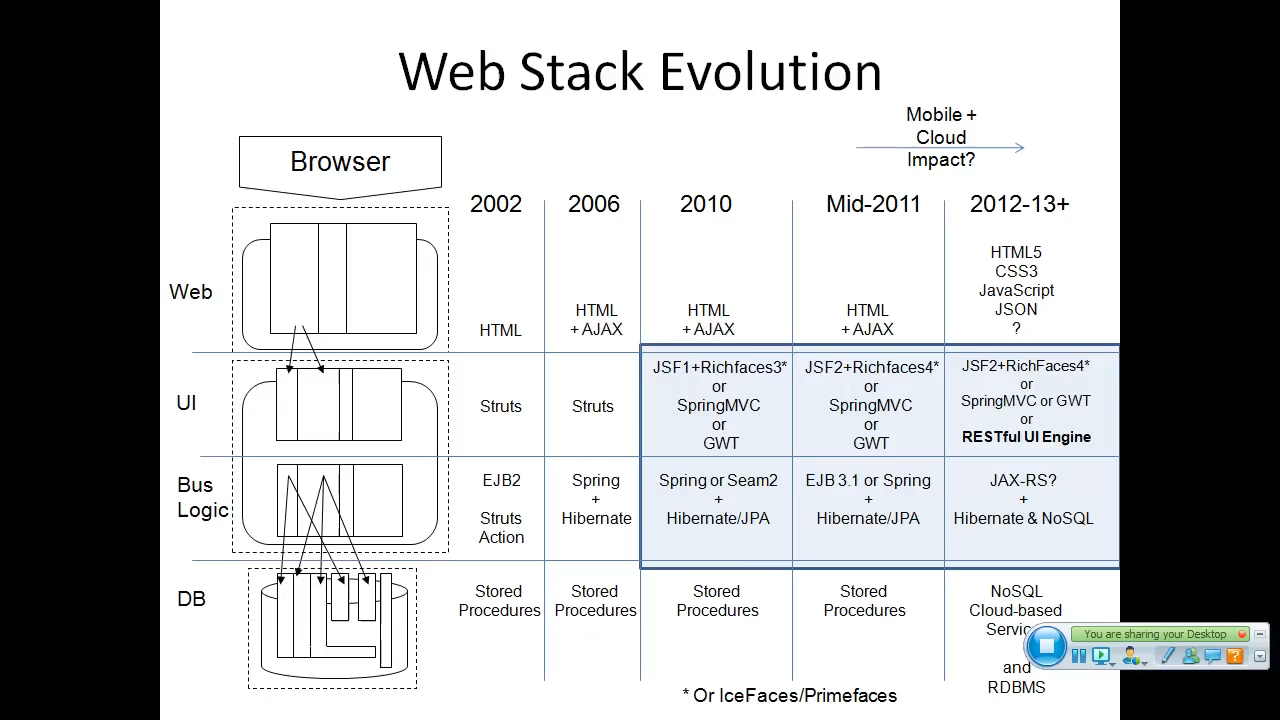 Web Stack Evolution
Mobile +
Cloud
Impact?
Browser
2002
2006
2010
Mid-2011
2012-13+
Web
HTML
HTML
+ AJAX
HTML
+ AJAX
HTML
+ AJAX
HTML5
CSS3
JavaScript
JSON
?
UI
Struts
Struts
JSF1+Richfaces3*
or
SpringMVC
or
GWT
JSF2+Richfaces4*
or
SpringMVC
or
GWT
JSF2+RichFaces4*
or
SpringMVC or GWT
or
RESTful UI Engine
Bus
Logic
EJB2
Struts
Action
Spring
+
Hibernate
Spring or Seam2
+
Hibernate/JPA
EJB 3.1 or Spring
+
Hibernate/JPA
JAX-RS?
+
Hibernate & NoSQL
DB
Stored
Procedures
Stored
Procedures
Stored
Procedures
Stored
Procedures
NoSQL
Cloud-based
and
RDBMS
You are sharing your Desktop
* Or IceFaces/Primefaces